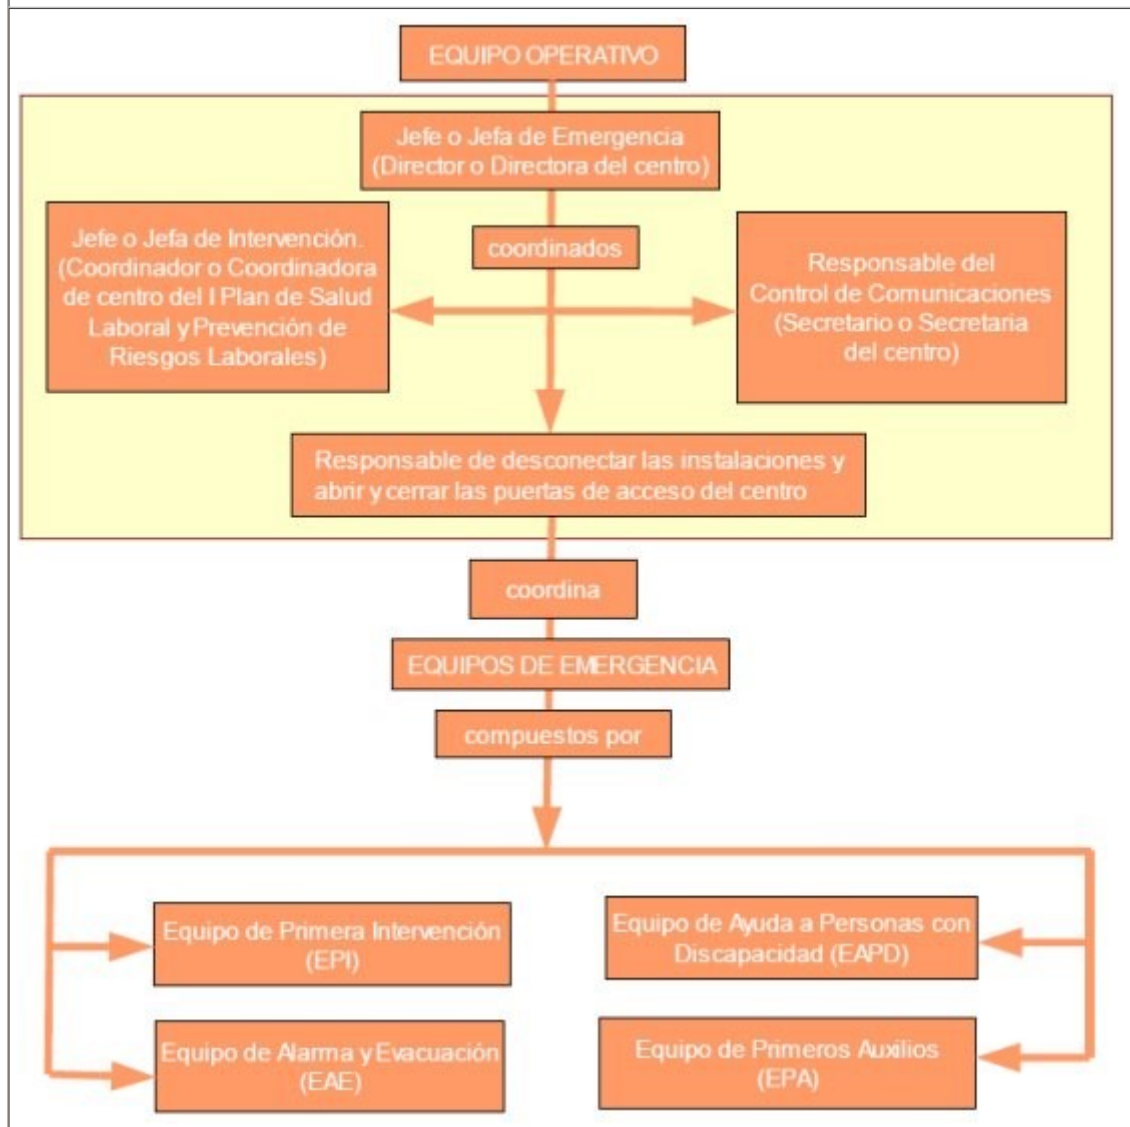 EQUIPO OPERATIVO
Jefe o Jefa de Emergencia
(Director o Directora del centro)
Jefe o Jefa de Intervención.
(Coordinador o Coordinadora
de centro del I Plan de Salud
Laboral y Prevención de
Riesgos Laborales)
coordinados
Responsable del
Control de Comunicaciones
(Secretario o Secretaria
del centro)
Responsable de desconectar las instalaciones y
abrir y cerrar las puertas de acceso del centro
coordina
EQUIPOS DE EMERGENCIA
compuestos por
Equipo de Primera Intervención
(EPI)
Equipo de Ayuda a Personas con
Discapacidad (EAPD)
Equipo de Alarma y Evacuación
(EAE)
Equipo de Primeros Auxilios
(EPA)